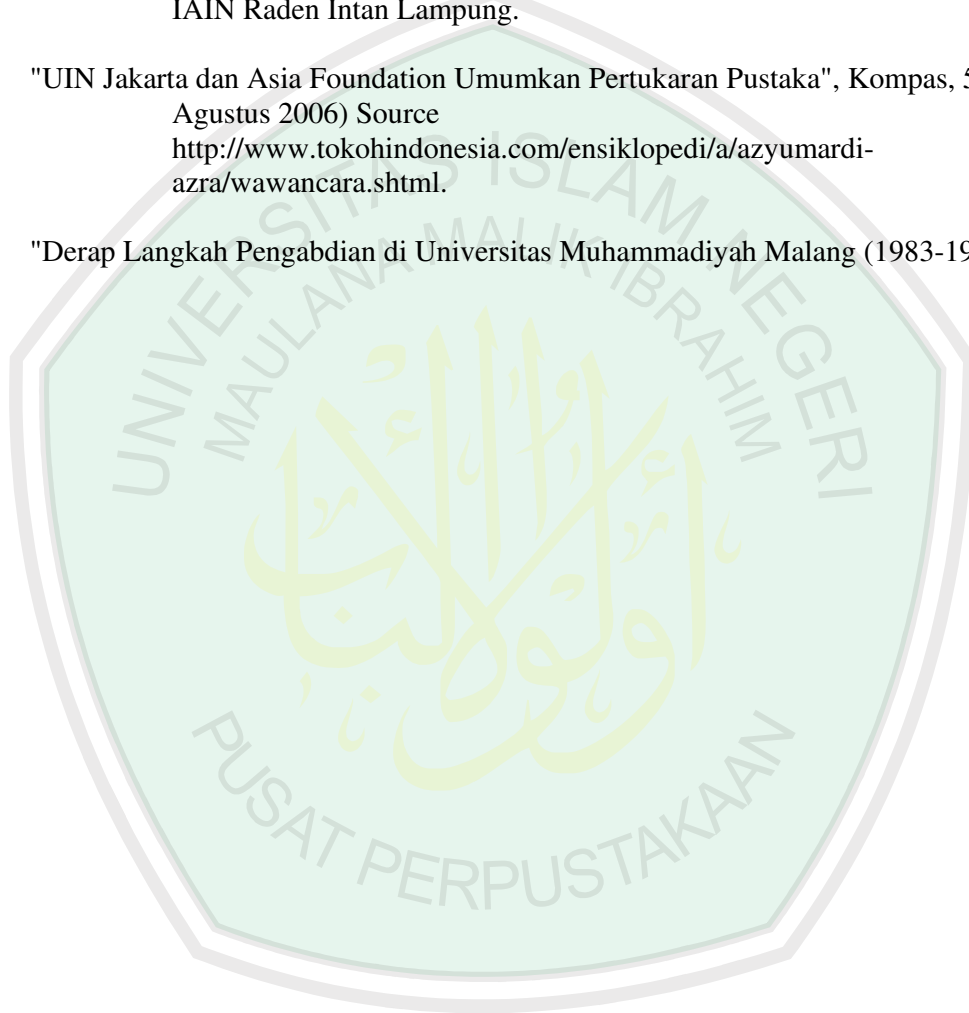 IAIN Raden Intan Lampung.
"UIN Jakarta dan Asia Foundation Umumkan Pertukaran Pustaka", Kompas, 5
Agustus 2006) Source
http://www.tokohindonesia.com/ensiklopedi/a/azyumardi-
azra/wawancara.shtml.
"Derap Langkah Pengabdian di Universitas Muhammadiyah Malang (1983-19
UNIVERSITAS ISLAM NEGERI
MAULANA MALIK IBRAHIM
أولوا الألباب
PUSAT PERPUSTAKAAN